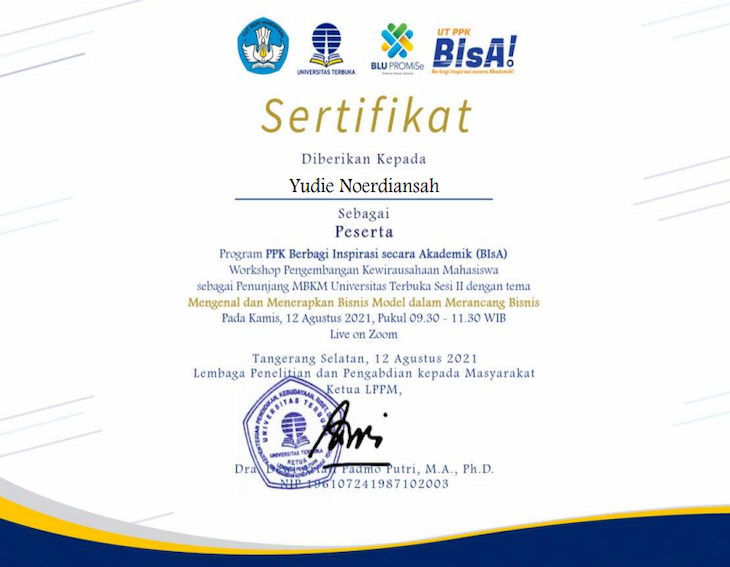 UNIVERSITAS TERBUKA
BLU PROMiSe
UT PPK
BIsA!
Berbagi Inspirasi secara Akademik!
Sertifikat
Diberikan Kepada
Yudie Noerdiansah
Sebagai
Peserta
Program PPK Berbagi Inspirasi secara Akademik (BIsA)
Workshop Pengembangan Kewirausahaan Mahasiswa
sebagai Penunjang MBKM Universitas Terbuka Sesi II dengan tema
Mengenal dan Menerapkan Bisnis Model dalam Merancang Bisnis
Pada Kamis, 12 Agustus 2021, Pukul 09.30 - 11.30 WIB
Live on Zoom
Tangerang Selatan, 12 Agustus 2021
Lembaga Penelitian dan Pengabdian kepada Masyarakat
Ketua LPPM,
UNIVERSITAS TERBUKA
KETUA
Dra. Padmo Putri, M.A., Ph.D.
NIP 196107241987102003